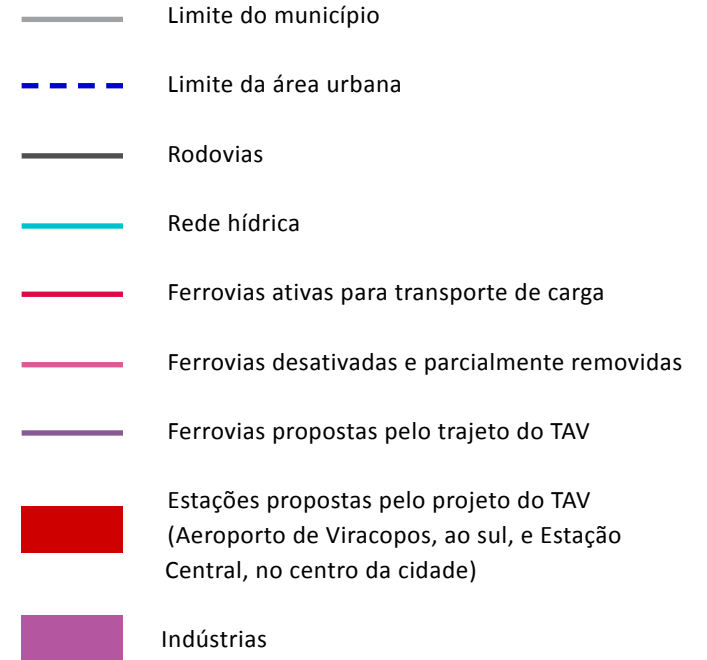 Limite do município
Limite da área urbana
Rodovias
Rede hídrica
Ferrovias ativas para transporte de carga
Ferrovias desativadas e parcialmente removidas
Ferrovias propostas pelo trajeto do TAV
Estações propostas pelo projeto do TAV
(Aeroporto de Viracopos, ao sul, e Estação
Central, no centro da cidade)
Indústrias